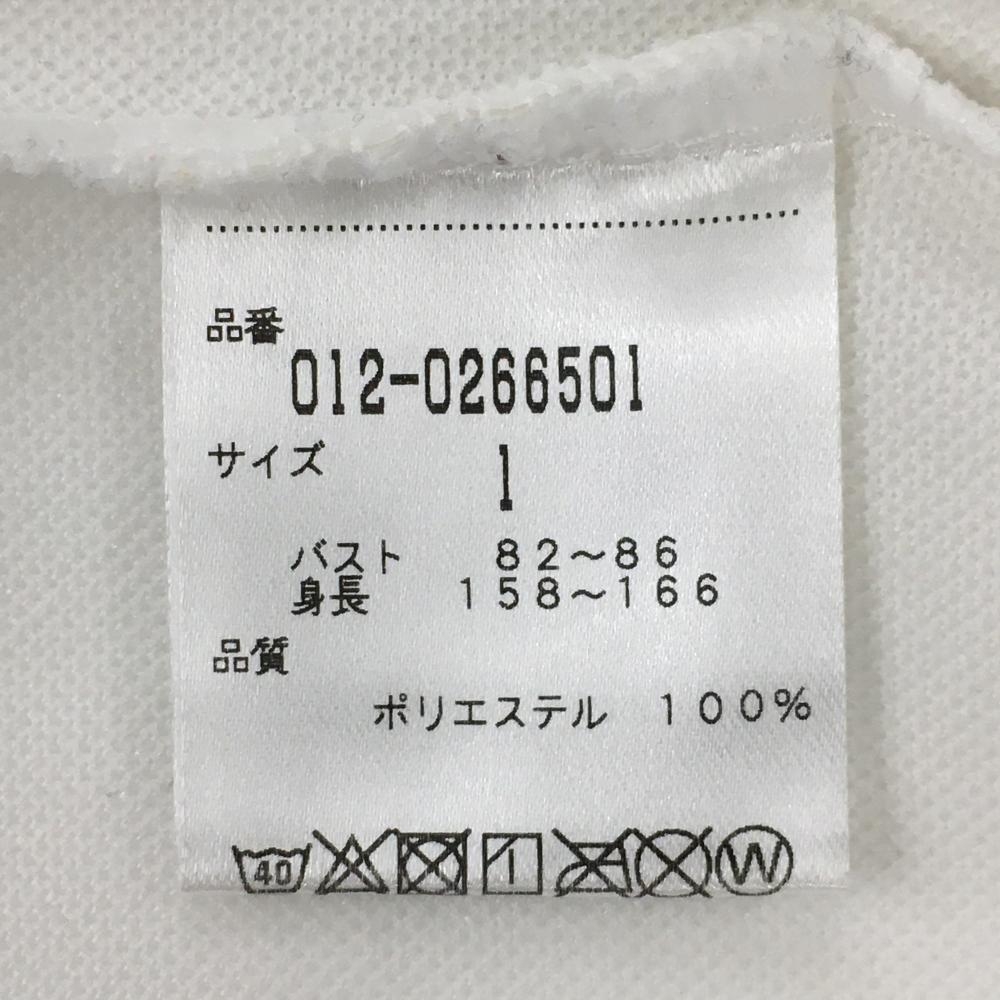 品番
012-0266501
サイズ 1
バスト 82～86
身長 158～166
品質
ポリエステル 100%
40 W